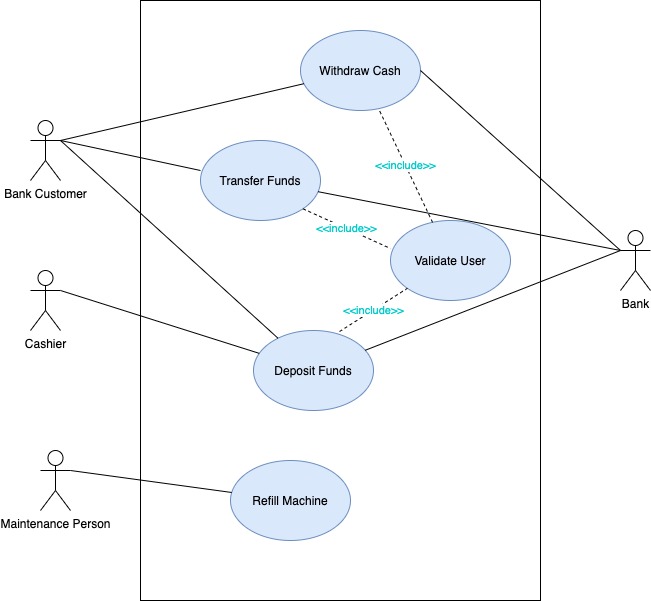 Withdraw Cash
<<include>>
Bank Customer
Transfer Funds
<<include>>
Validate User
Bank
<<include>>
Cashier
Deposit Funds
Refill Machine
Maintenance Person